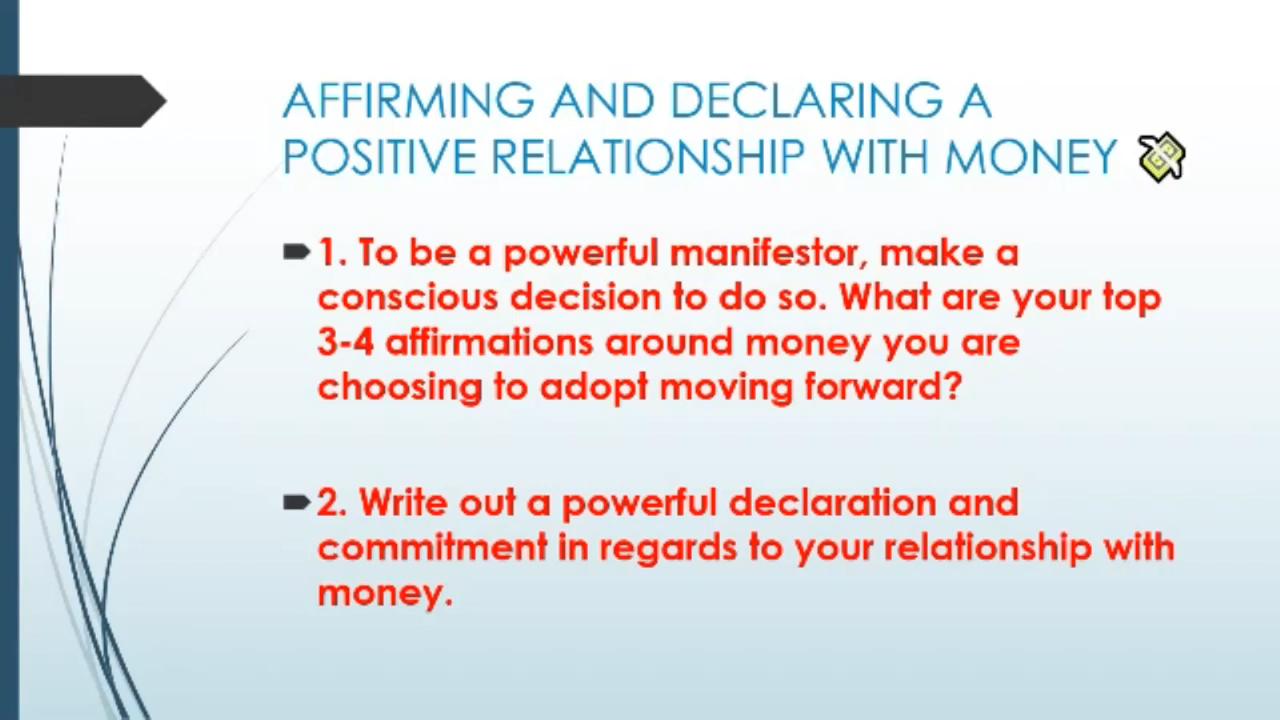 AFFIRMING AND DECLARING A
POSITIVE RELATIONSHIP WITH MONEY
1. To be a powerful manifestor, make a
conscious decision to do so. What are your top
3-4 affirmations around money you are
choosing to adopt moving forward?
2. Write out a powerful declaration and
commitment in regards to your relationship with
money.